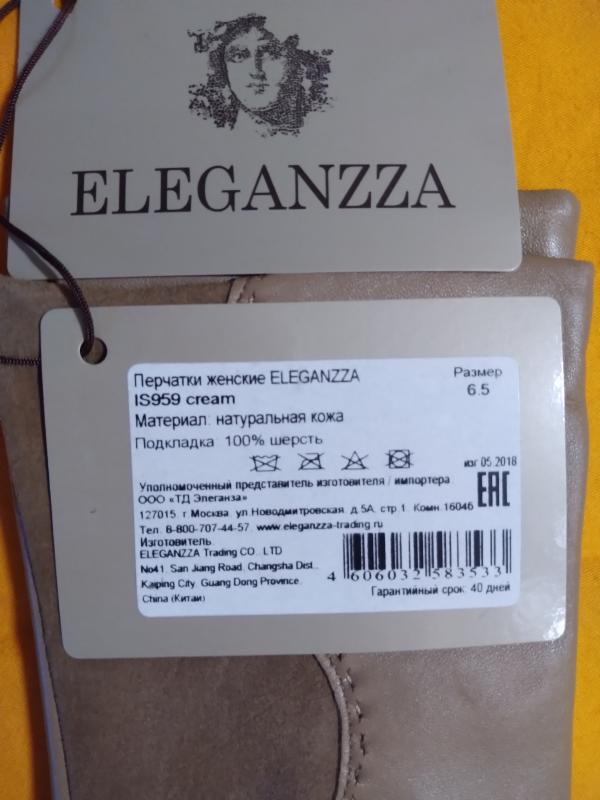 ELEGANZZA
Перчатки женские ELEGANZZA
Размер
IS959 cream
6.5
Материал: натуральная кожа
Подкладка: 100% шерсть
изг 05.2018
Уполномоченный представитель изготовителя / импортера
ООО «ТД Элеганза»
EAC
127015. г. Москва. ул Новодмитровская. д.5А, стр 1. Комн. 16046
Тел. 8-800-707-44-57. www.eleganzza-trading.ru
Изготовитель
ELEGANZZA Trading CO., LTD
No41. San Jiang Road. Changsha Dist..
Kaiping City. Guang Dong Province.
China (Китай)
4 606032 583533
Гарантийный срок: 40 дней